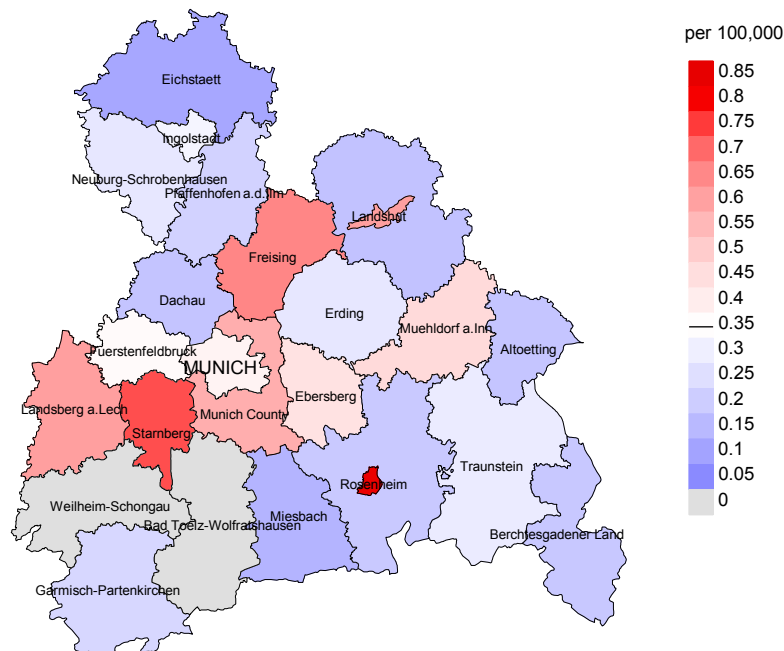 per 100,000
0.85
0.8
0.75
0.7
0.65
0.6
0.55
0.5
0.45
0.4
0.35
0.3
0.25
0.2
0.15
0.1
0.05
0
Eichstaett
Ingolstadt
Neuburg-Schrobenhausen
Pfaffenhofen a.d.Ilm
Landshut
Freising
Dachau
Erding
Muehldorf a.Inn
Altoetting
Fuerstenfeldbruck
MUNICH
Ebersberg
Landsberg a.Lech
Munich County
Starnberg
Traunstein
Rosenheim
Weilheim-Schongau
Bad Toelz-Wolfratshausen
Miesbach
Berchtesgadener Land
Garmisch-Partenkirchen